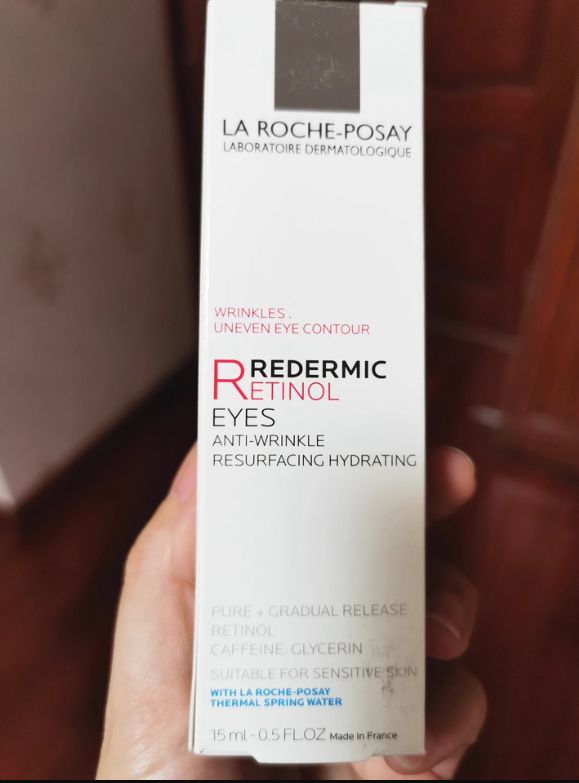 LA ROCHE-POSAY
LABORATOIRE DERMATOLOGIQUE
WRINKLES.
UNEVEN EYE CONTOUR
REDERMIC
RETINOL
EYES
ANTI-WRINKLE
RESURFACING HYDRATING
PURE + GRADUAL RELEASE
RETINOL
CAFFEINE. GLYCERIN
SUITABLE FOR SENSITIVE SKIN
WITH LA ROCHE-POSAY
THERMAL SPRING WATER
15 ml - 0.5 FL.OZ Made in France